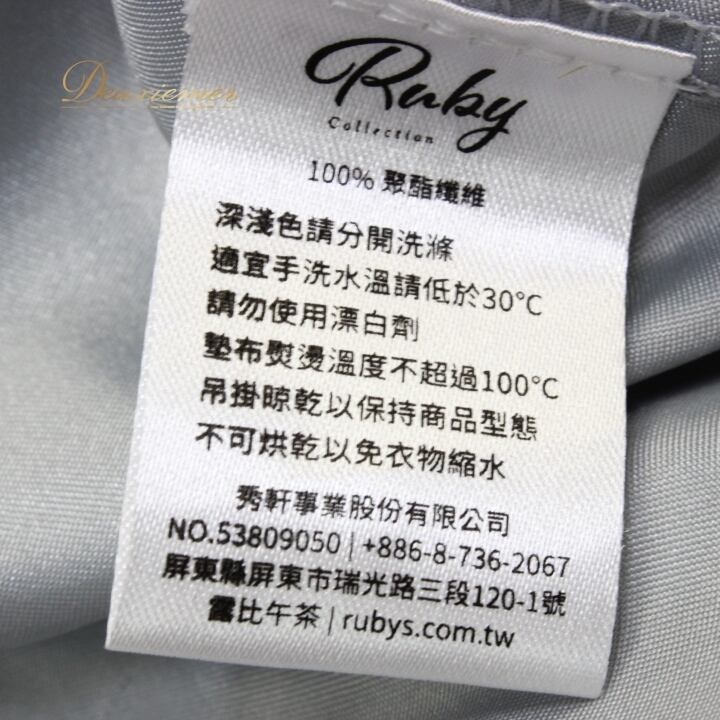 Deuxiemer
Ruby
Collection
100% 聚酯纖維
深淺色請分開洗滌
適宜手洗水溫請低於30°C
請勿使用漂白劑
墊布熨燙溫度不超過100°C
吊掛晾乾以保持商品型態
不可烘乾以免衣物縮水
秀軒事業股份有限公司
NO.53809050 | +886-8-736-2067
屏東縣屏東市瑞光路三段120-1號
露比午茶 | rubys.com.tw